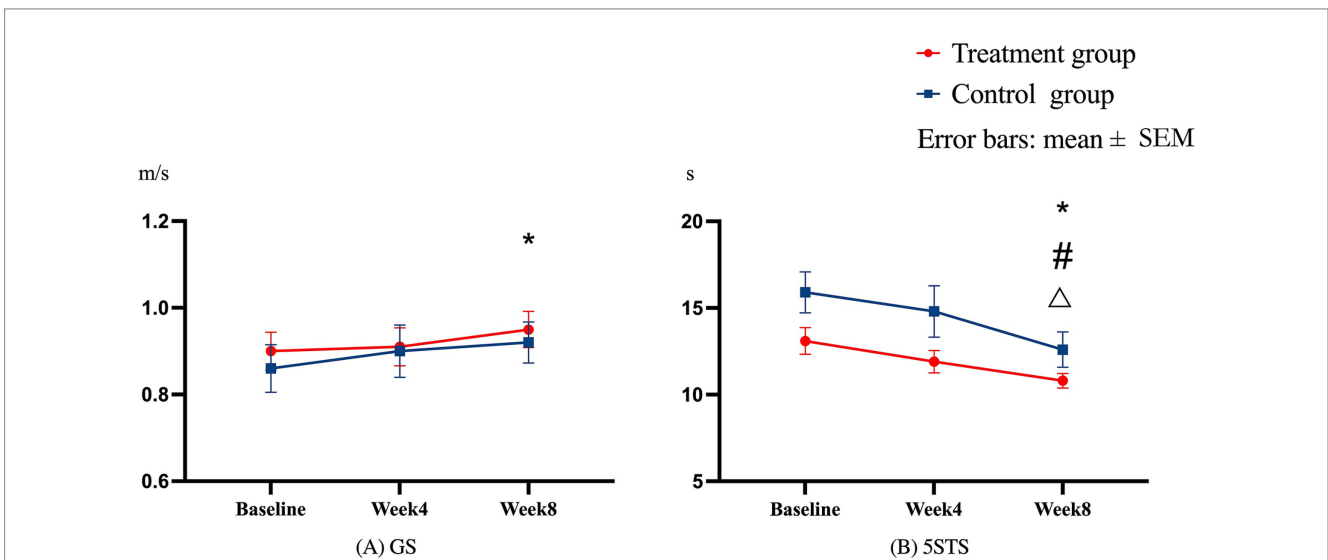 Treatment group
Control group
Error bars: mean ± SEM
m/s
1.2
*
1.0
0.8
0.6
Baseline Week4 Week8
(A) GS
s
20
*
#
△
15
10
5
Baseline Week4 Week8
(B) 5STS